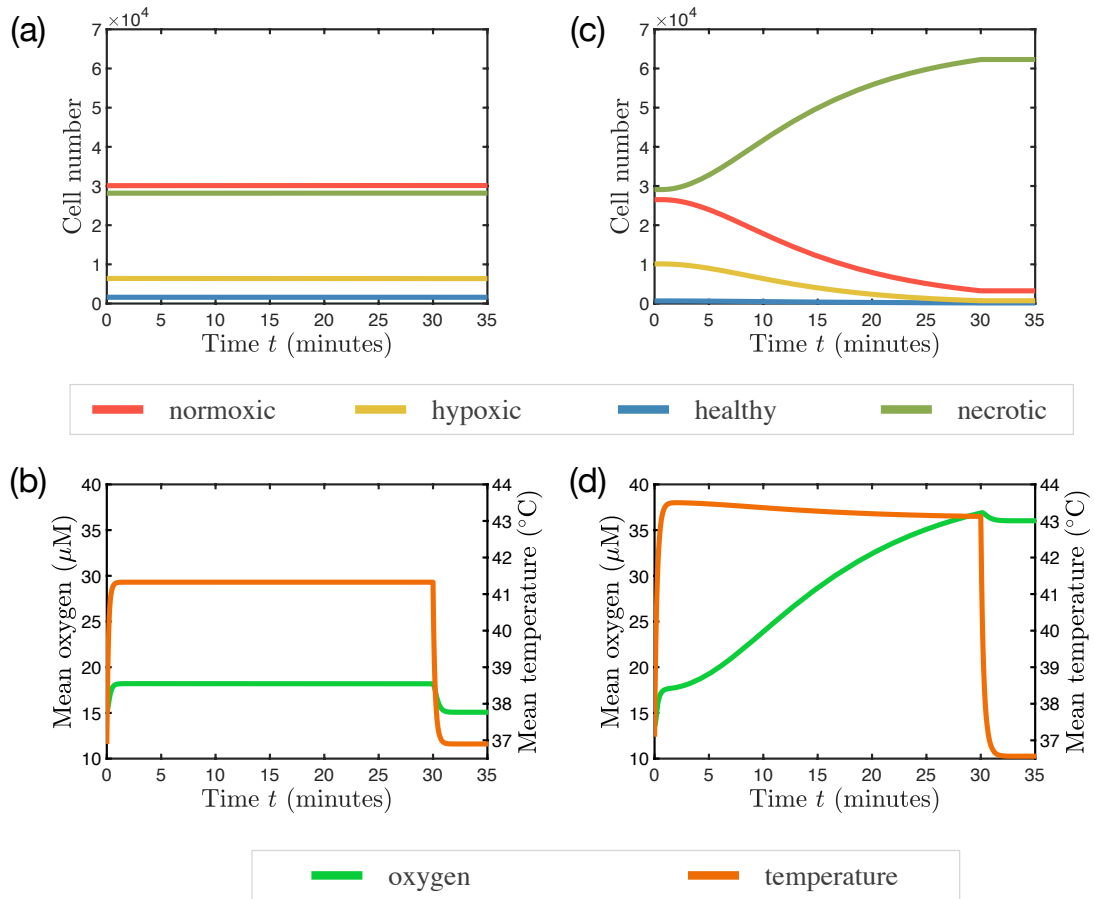 (a)
×10⁴
7
6
5
4
3
2
1
0
Cell number
0 5 10 15 20 25 30 35
Time t (minutes)
(c)
×10⁴
7
6
5
4
3
2
1
0
Cell number
0 5 10 15 20 25 30 35
Time t (minutes)
normoxic hypoxic healthy necrotic
(b)
40
35
30
25
20
15
10
Mean oxygen (μM)
44
43
42
41
40
39
38
37
Mean temperature (°C)
0 5 10 15 20 25 30 35
Time t (minutes)
(d)
40
35
30
25
20
15
10
Mean oxygen (μM)
44
43
42
41
40
39
38
37
Mean temperature (°C)
0 5 10 15 20 25 30 35
Time t (minutes)
oxygen temperature